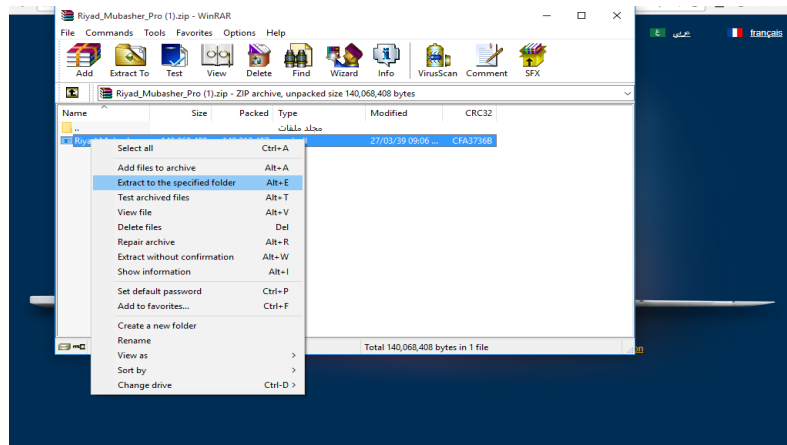 Riyad_Mubasher_Pro (1).zip - WinRAR
File Commands Tools Favorites Options Help
عربي français
Add Extract To Test View Delete Find Wizard Info VirusScan Comment SFX
Riyad_Mubasher_Pro (1).zip - ZIP archive, unpacked size 140,068,408 bytes
Name Size Packed Type Modified CRC32
.. مجلد ملفات
27/03/39 09:06 ... CFA3736B
Select all Ctrl+A
Add files to archive Alt+A
Extract to the specified folder Alt+E
Test archived files Alt+T
View file Alt+V
Delete files Del
Repair archive Alt+R
Extract without confirmation Alt+W
Show information Alt+I
Set default password Ctrl+P
Add to favorites... Ctrl+F
Create a new folder
Rename
Total 140,068,408 bytes in 1 file
View as >
Sort by >
Change drive Ctrl-D >